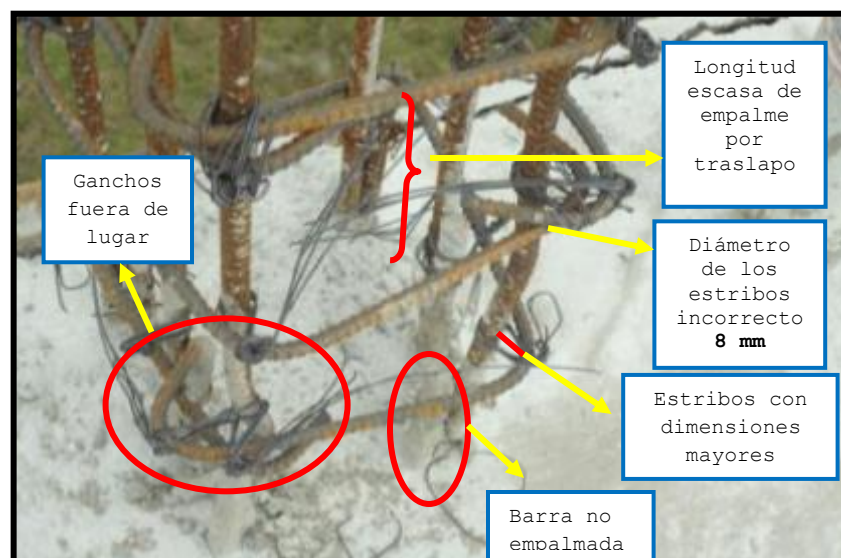 Longitud
escasa de
empalme
por
traslapo
Ganchos
fuera de
lugar
Diámetro
de los
estribos
incorrecto
8 mm
Estribos con
dimensiones
mayores
Barra no
empalmada